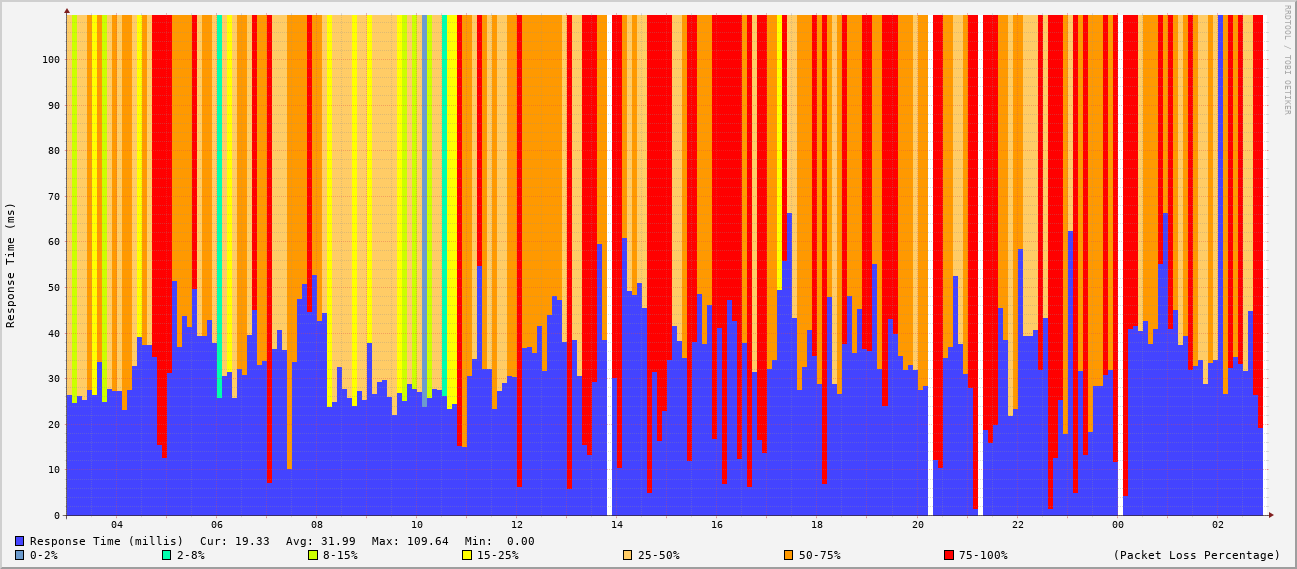 RRDTOOL / TOBI OETIKER
Response Time (ms)
100
90
80
70
60
50
40
30
20
10
0
04 06 08 10 12 14 16 18 20 22 00 02
Response Time (millis) Cur: 19.33 Avg: 31.99 Max: 109.64 Min: 0.00
0-2% 2-8% 8-15% 15-25% 25-50% 50-75% 75-100% (Packet Loss Percentage)